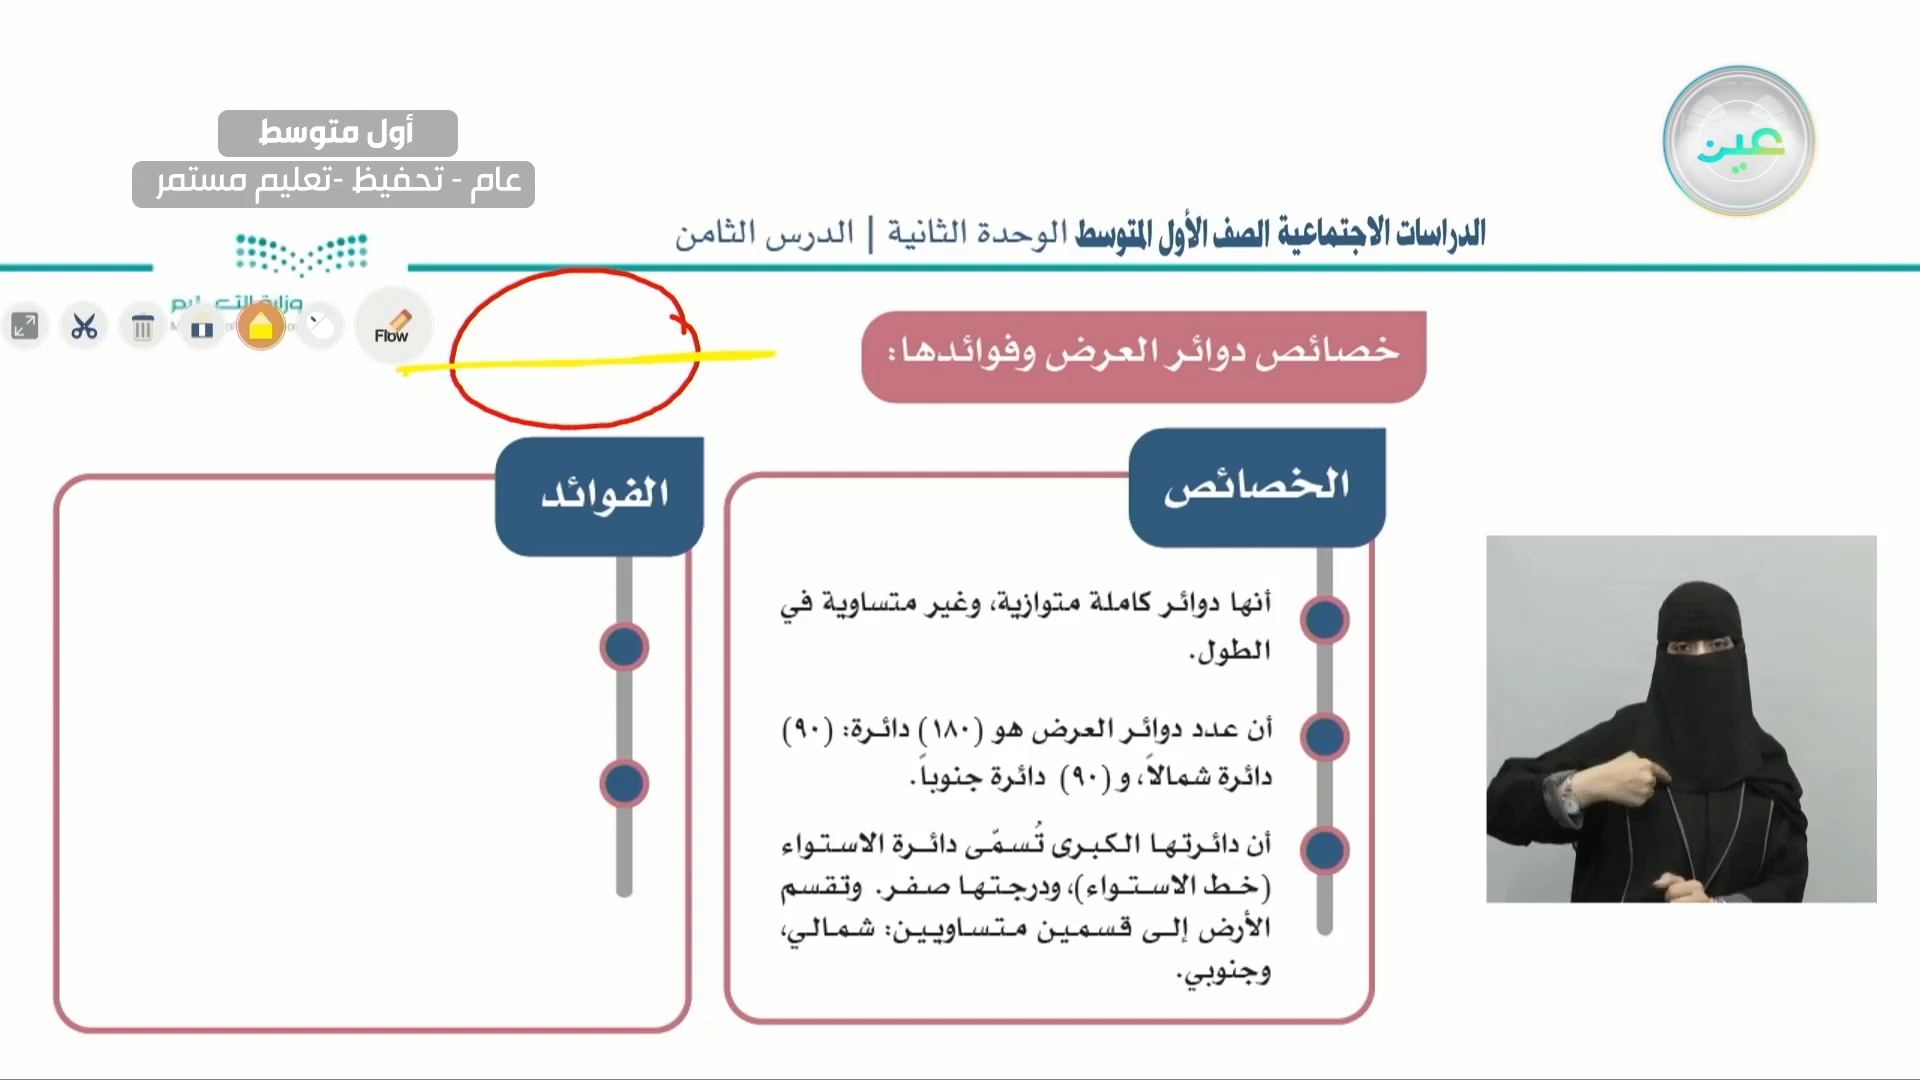 عين
أول متوسط
عام - تحفيظ -تعليم مستمر
الدراسات الاجتماعية الصف الأول المتوسط الوحدة الثانية | الدرس الثامن
وزارة التعليم
Flow
خصائص دوائر العرض وفوائدها:
الخصائص
أنها دوائر كاملة متوازية، وغير متساوية في
الطول.
أن عدد دوائر العرض هو (١٨٠) دائرة: (٩٠)
دائرة شمالاً، و(٩٠) دائرة جنوباً.
أن دائرتها الكبرى تُسمّى دائرة الاستواء
(خط الاستواء)، ودرجتها صفر. وتقسم
الأرض إلى قسمين متساويين: شمالي،
وجنوبي.
الفوائد